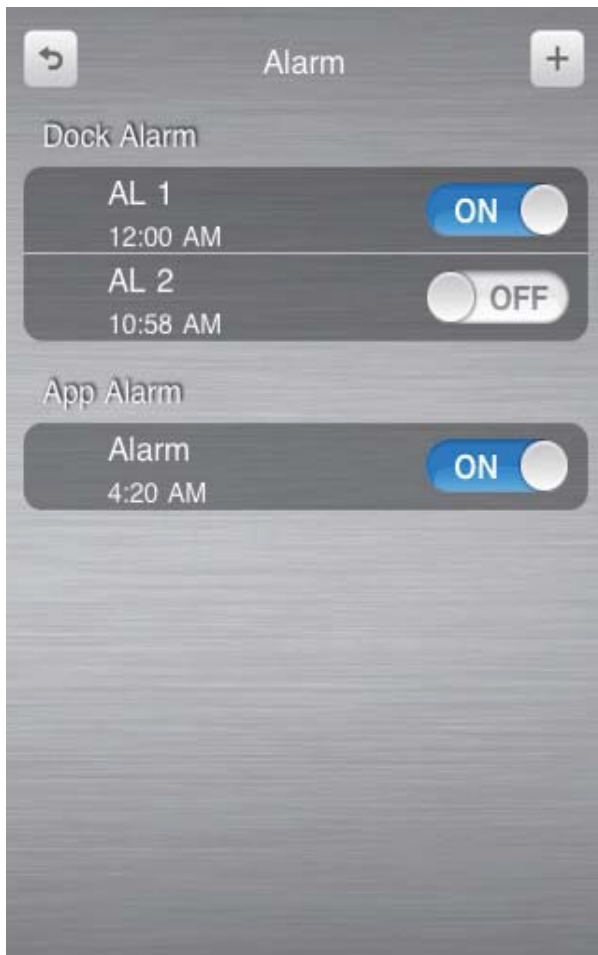 Alarm
Dock Alarm
AL 1
ON
12:00 AM
AL 2
OFF
10:58 AM
App Alarm
Alarm
ON
4:20 AM